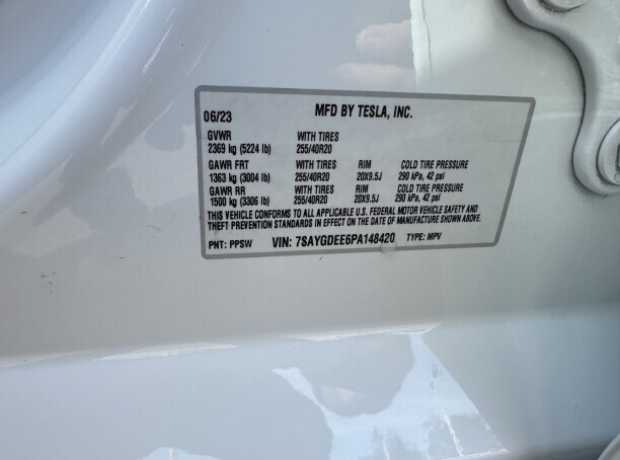 06/23 MFD BY TESLA, INC.
GVWR WITH TIRES
2369 kg (5224 lb) 255/40R20
GAWR FRT WITH TIRES RIM COLD TIRE PRESSURE
1363 kg (3004 lb) 255/40R20 20X9.5J 290 kPa, 42 psi
GAWR RR WITH TIRES RIM COLD TIRE PRESSURE
1500 kg (3306 lb) 255/40R20 20X9.5J 290 kPa, 42 psi
THIS VEHICLE CONFORMS TO ALL APPLICABLE U.S. FEDERAL MOTOR VEHICLE SAFETY AND
THEFT PREVENTION STANDARDS IN EFFECT ON THE DATE OF MANUFACTURE SHOWN ABOVE.
PNT: PPSW VIN: 7SAYGDEE6PA148420 TYPE: MPV